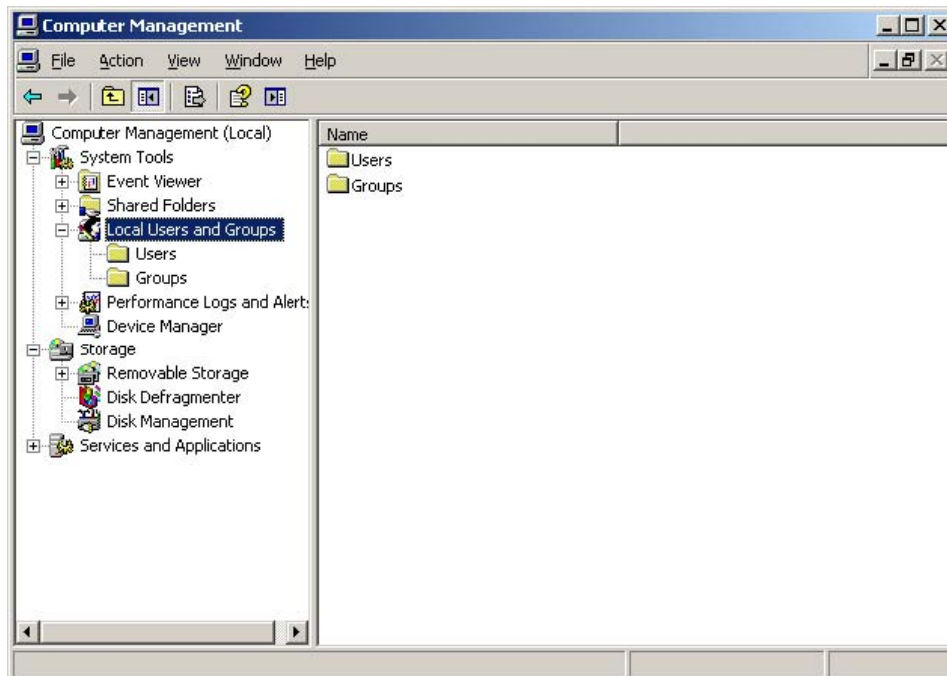 Computer Management
File Action View Window Help
Computer Management (Local)
System Tools
Event Viewer
Shared Folders
Local Users and Groups
Users
Groups
Performance Logs and Alert
Device Manager
Storage
Removable Storage
Disk Defragmenter
Disk Management
Services and Applications
Name
Users
Groups